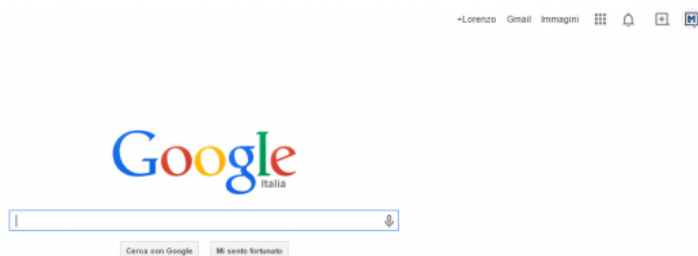 +Lorenzo Gmail Immagini
Google
Italia
Cerca con Google Mi sento fortunato